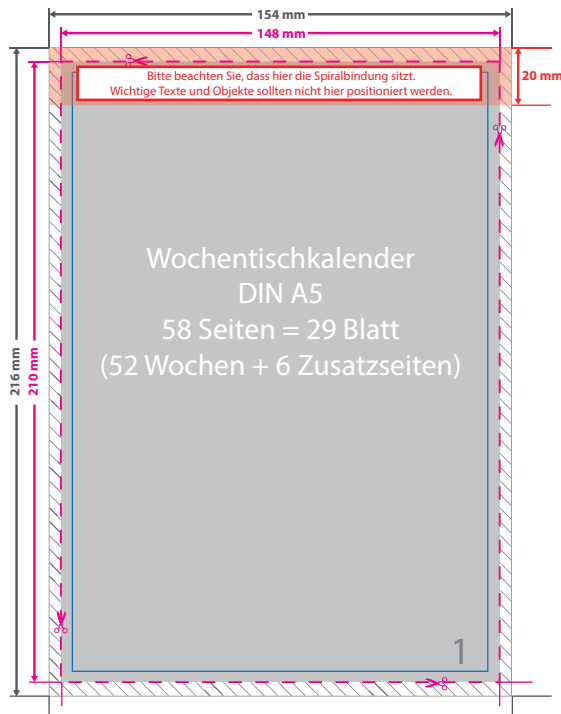 154 mm
148 mm
Bitte beachten Sie, dass hier die Spiralbindung sitzt.
Wichtige Texte und Objekte sollten nicht hier positioniert werden.
20 mm
Wochentischkalender
DIN A5
58 Seiten = 29 Blatt
(52 Wochen + 6 Zusatzseiten)
216 mm
210 mm
1